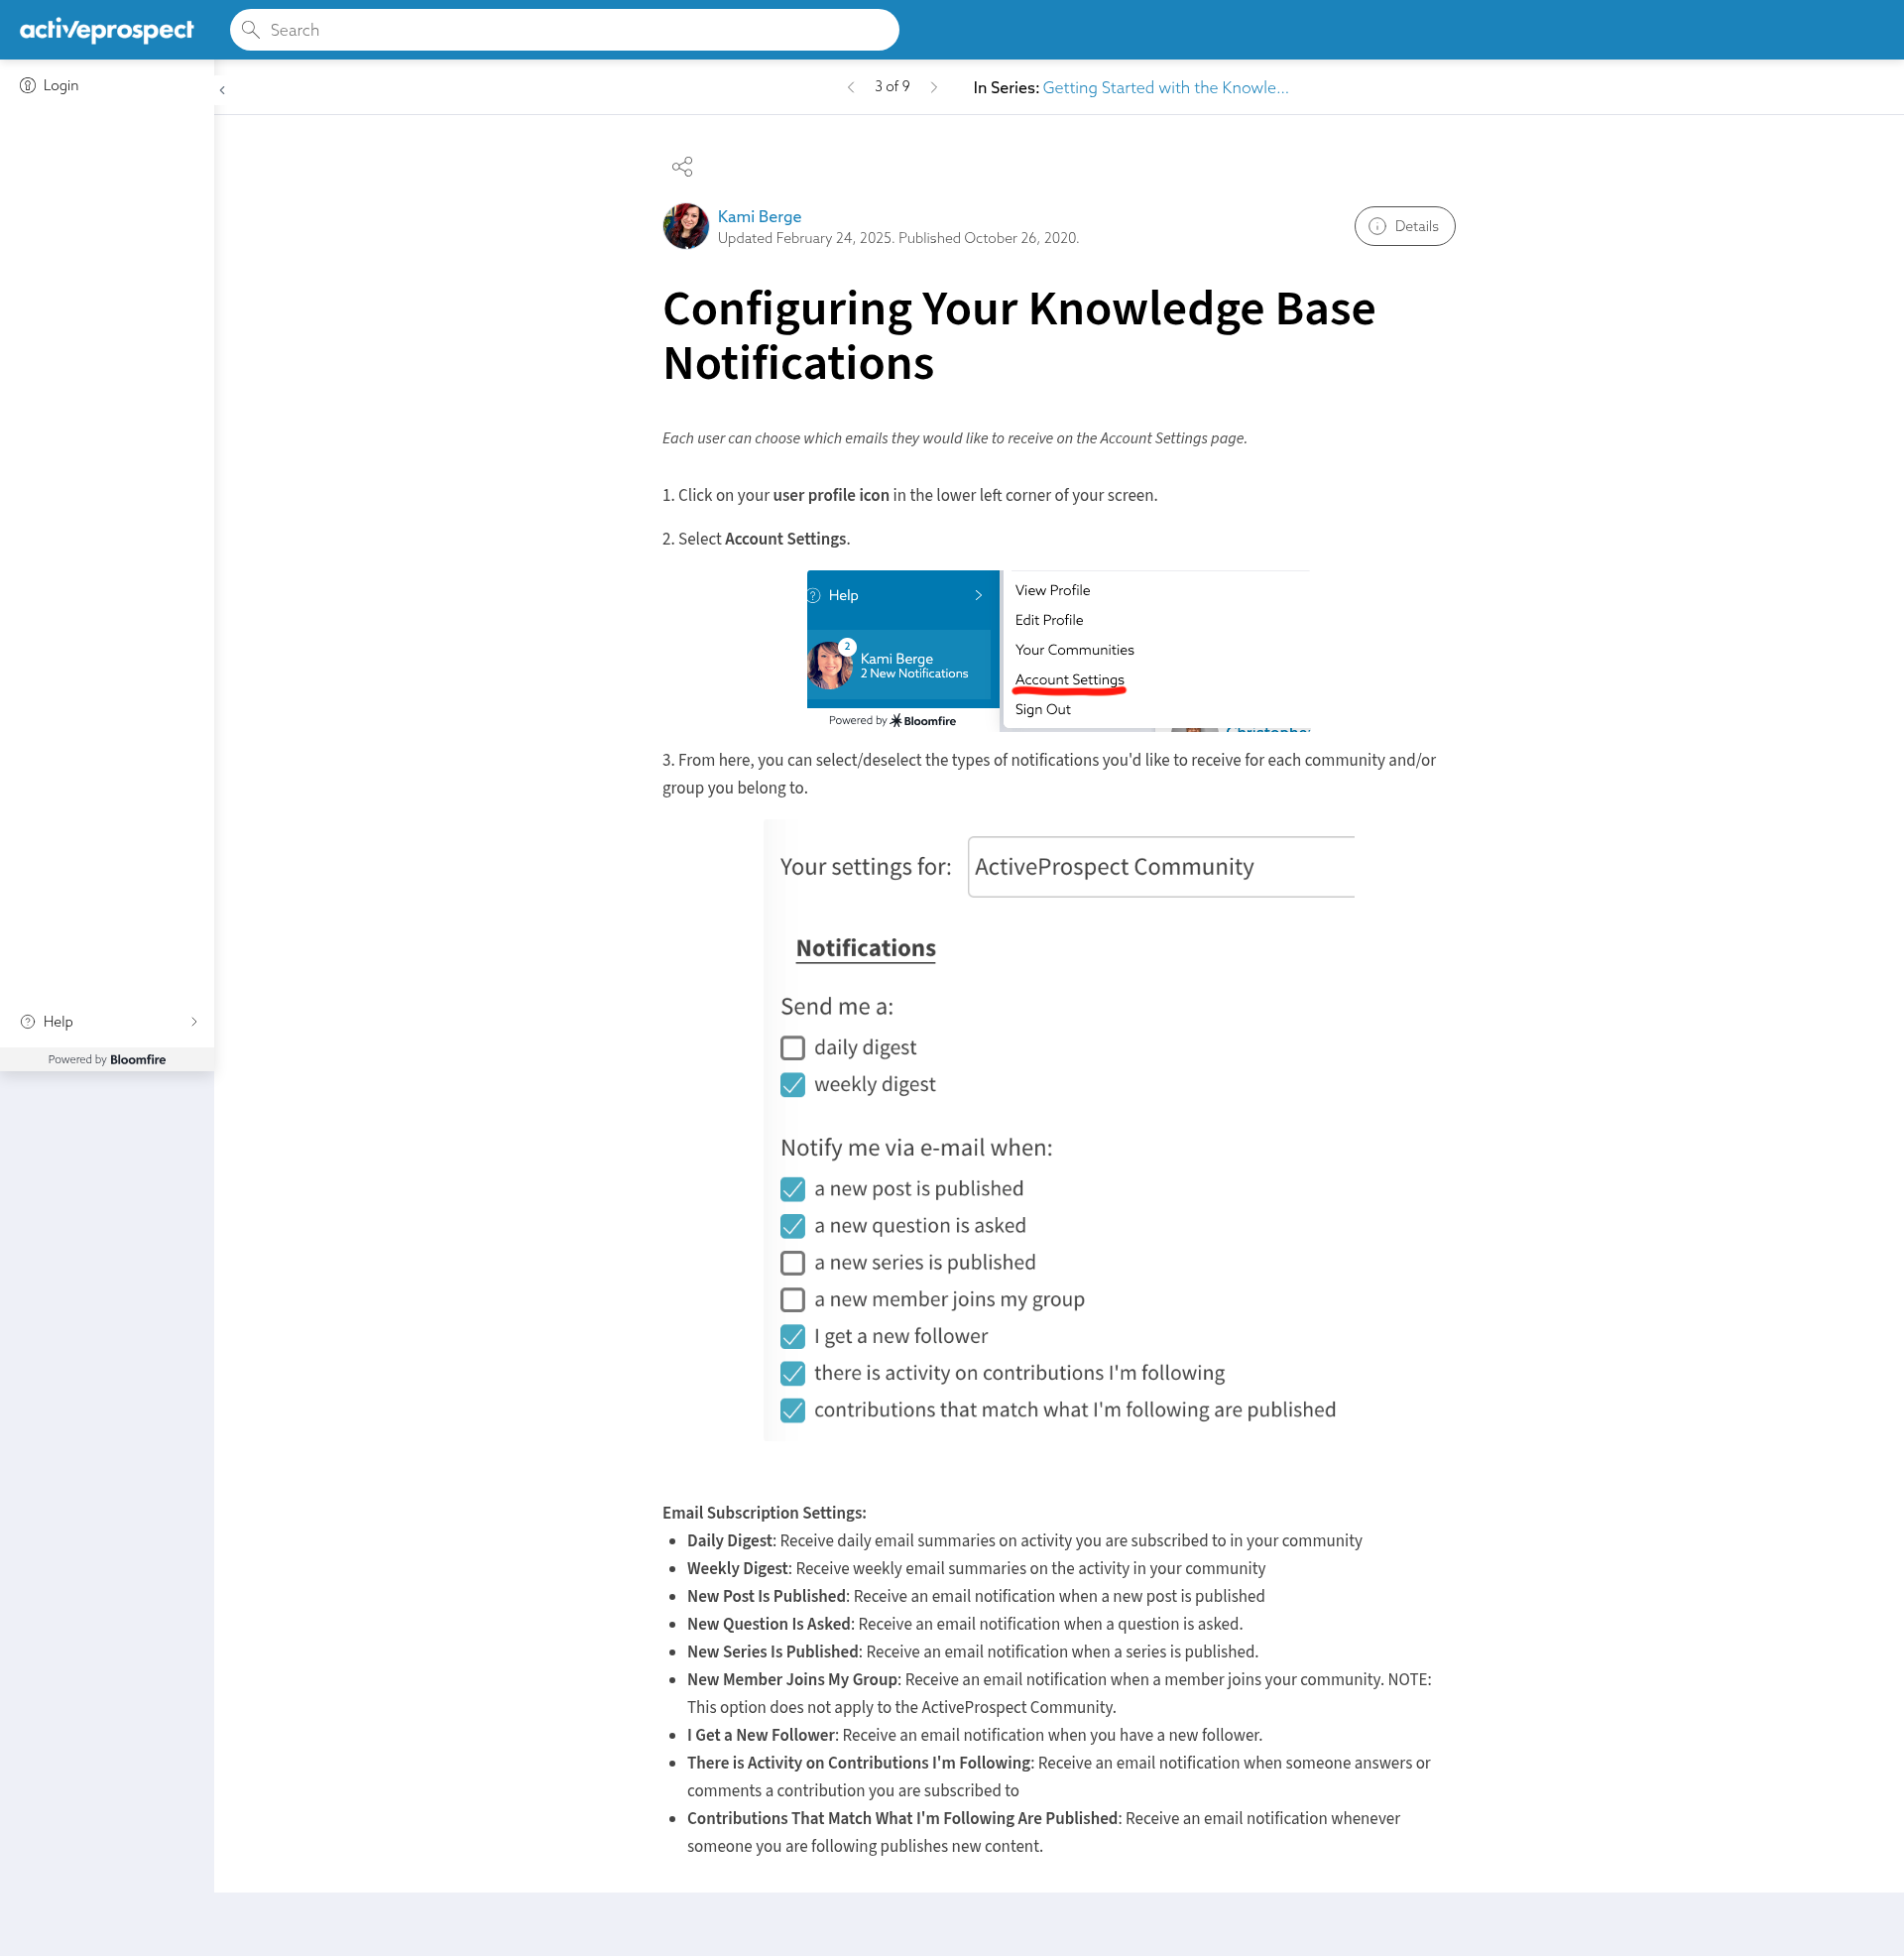 activeprospect
Search
Login
3 of 9
In Series: Getting Started with the Knowle...
Kami Berge
Updated February 24, 2025. Published October 26, 2020.
Details
Configuring Your Knowledge Base
Notifications
Each user can choose which emails they would like to receive on the Account Settings page.
1. Click on your user profile icon in the lower left corner of your screen.
2. Select Account Settings.
Help
2
Kami Berge
2 New Notifications
Powered by Bloomfire
View Profile
Edit Profile
Your Communities
Account Settings
Sign Out
3. From here, you can select/deselect the types of notifications you'd like to receive for each community and/or
group you belong to.
Your settings for: ActiveProspect Community
Notifications
Send me a:
daily digest
weekly digest
Notify me via e-mail when:
a new post is published
a new question is asked
a new series is published
a new member joins my group
I get a new follower
there is activity on contributions I'm following
contributions that match what I'm following are published
Help
Powered by Bloomfire
Email Subscription Settings:
• Daily Digest: Receive daily email summaries on activity you are subscribed to in your community
• Weekly Digest: Receive weekly email summaries on the activity in your community
• New Post Is Published: Receive an email notification when a new post is published
• New Question Is Asked: Receive an email notification when a question is asked.
• New Series Is Published: Receive an email notification when a series is published.
• New Member Joins My Group: Receive an email notification when a member joins your community. NOTE:
This option does not apply to the ActiveProspect Community.
• I Get a New Follower: Receive an email notification when you have a new follower.
• There is Activity on Contributions I'm Following: Receive an email notification when someone answers or
comments a contribution you are subscribed to
• Contributions That Match What I'm Following Are Published: Receive an email notification whenever
someone you are following publishes new content.